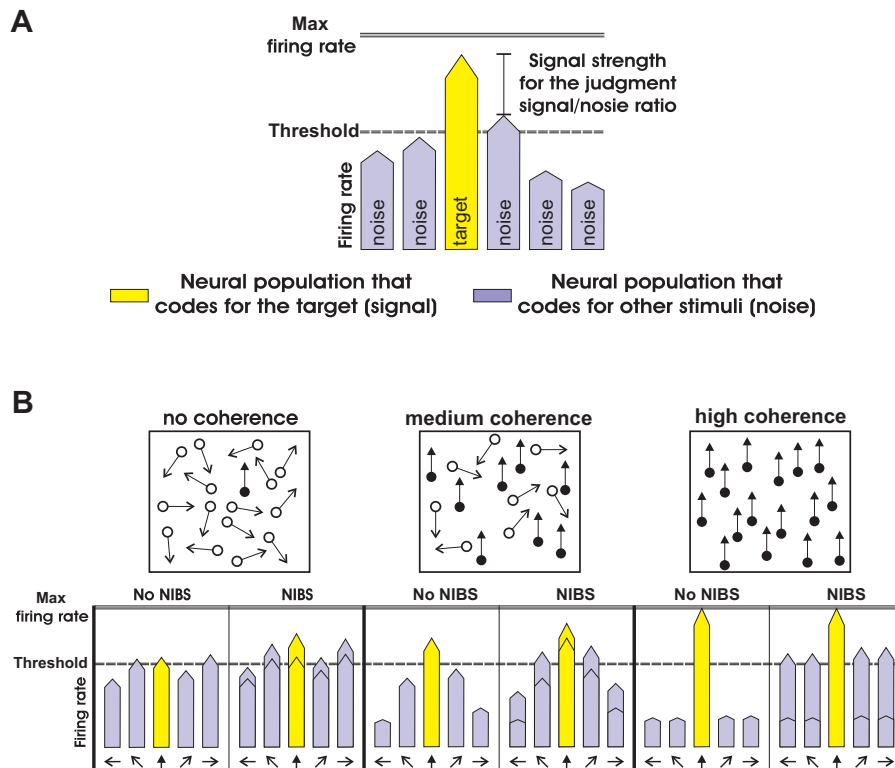 A
Max
firing rate
Signal strength
for the judgment
signal/nosie ratio
Threshold
Firing rate
noise
noise
target
noise
noise
noise
Neural population that
codes for the target (signal)
Neural population that
codes for other stimuli (noise)
B
no coherence
medium coherence
high coherence
Max
firing rate
No NIBS
NIBS
No NIBS
NIBS
No NIBS
NIBS
Threshold
Firing rate